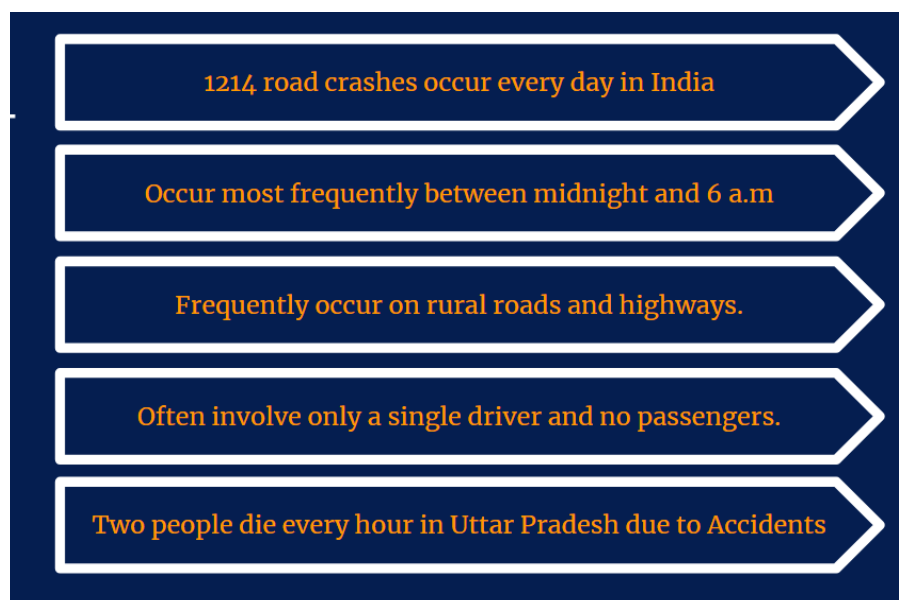 1214 road crashes occur every day in India
Occur most frequently between midnight and 6 a.m
Frequently occur on rural roads and highways.
Often involve only a single driver and no passengers.
Two people die every hour in Uttar Pradesh due to Accidents